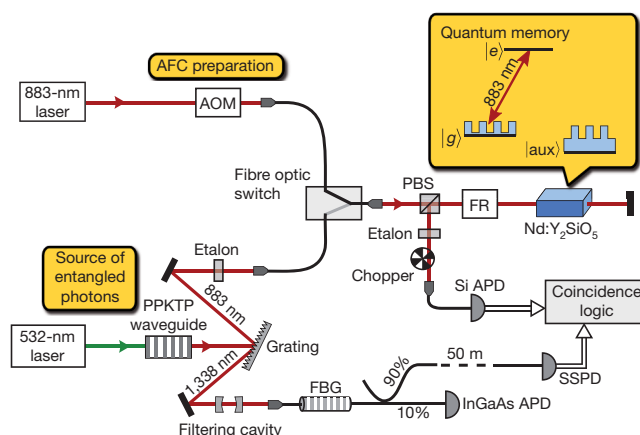 Quantum memory
|e⟩
883 nm
|g⟩
|aux⟩
AFC preparation
883-nm
laser
AOM
Fibre optic
switch
PBS
FR
Nd:Y₂SiO₅
Etalon
Chopper
Si APD
Coincidence
logic
Source of
entangled
photons
Etalon
883 nm
PPKTP
waveguide
532-nm
laser
Grating
1,338 nm
Filtering cavity
FBG
90%
10%
50 m
SSPD
InGaAs APD